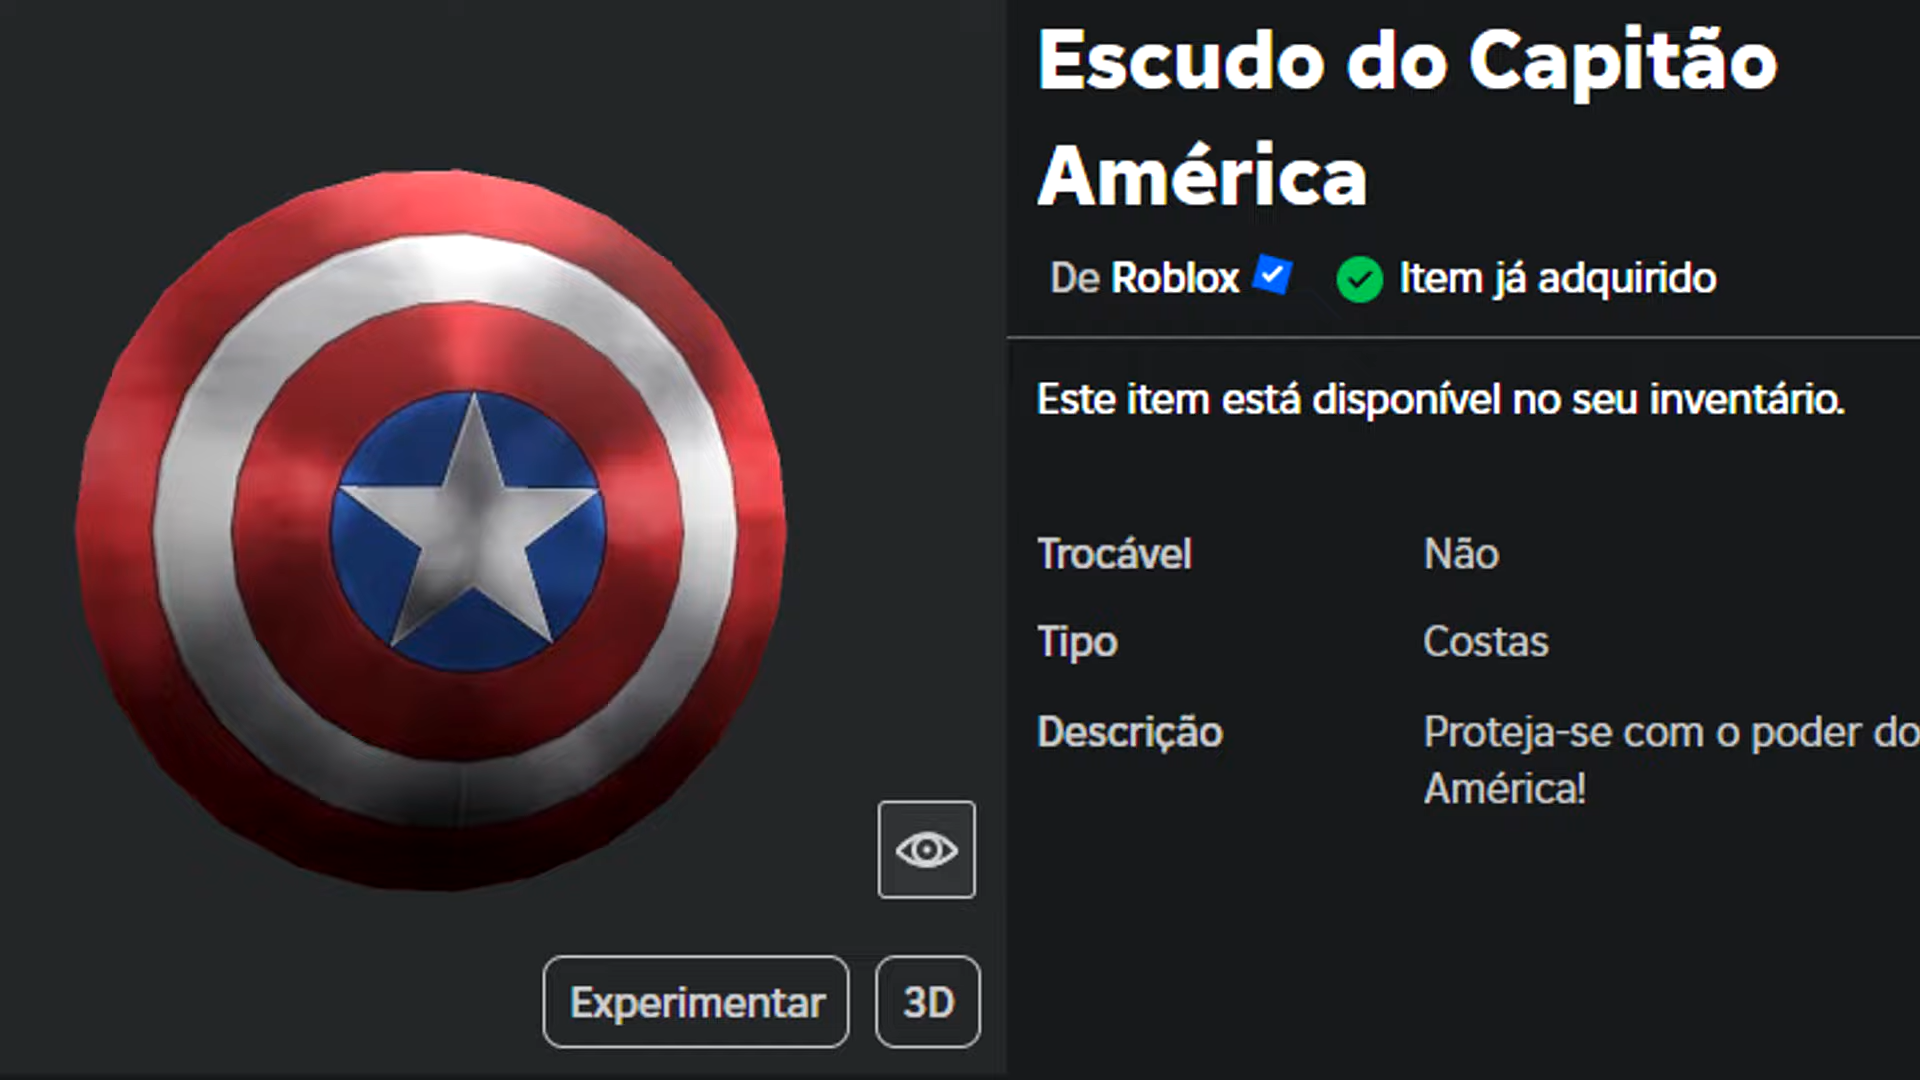 Escudo do Capitão
América
De Roblox Item já adquirido
Este item está disponível no seu inventário.
Trocável Não
Tipo Costas
Descrição Proteja-se com o poder do
América!
Experimentar 3D